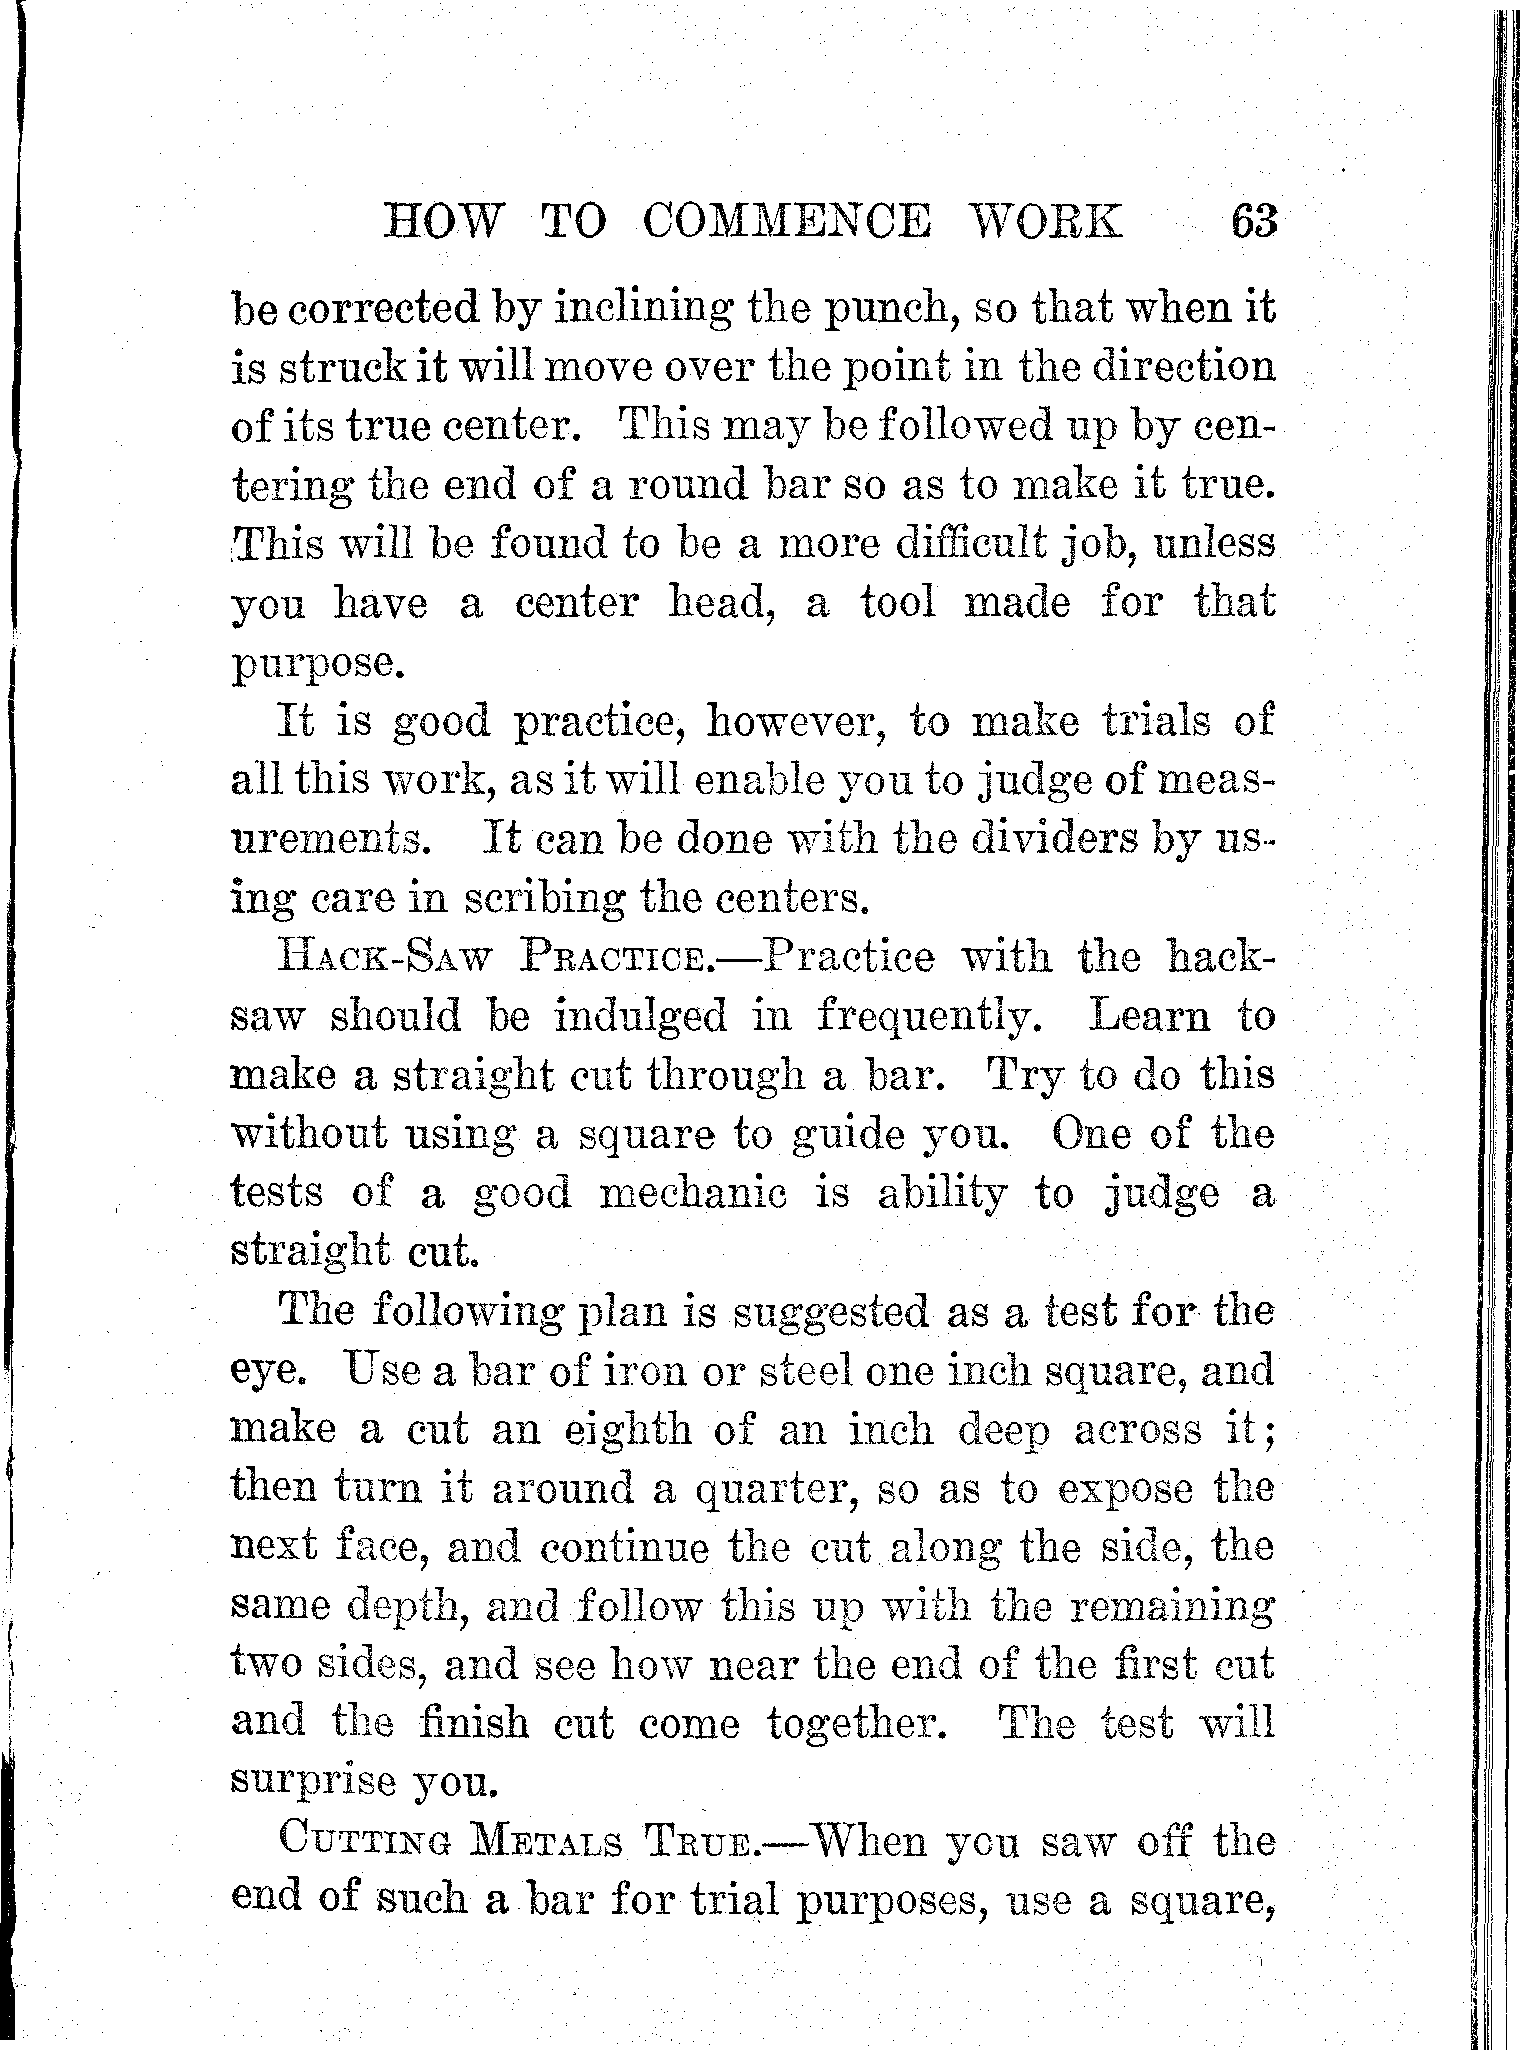 HOW TO COMMENCE WORK 63
be corrected by inclining the punch, so that when it
is struck it will move over the point in the direction
of its true center. This may be followed up by cen-
tering the end of a round bar so as to make it true.
This will be found to be a more difficult job, unless
you have a center head, a tool made for that
purpose.
It is good practice, however, to make trials of
all this work, as it will enable you to judge of meas-
urements. It can be done with the dividers by us-
ing care in scribing the centers.
HACK-SAW PRACTICE.—Practice with the hack-
saw should be indulged in frequently. Learn to
make a straight cut through a bar. Try to do this
without using a square to guide you. One of the
tests of a good mechanic is ability to judge a
straight cut.
The following plan is suggested as a test for the
eye. Use a bar of iron or steel one inch square, and
make a cut an eighth of an inch deep across it;
then turn it around a quarter, so as to expose the
next face, and continue the cut along the side, the
same depth, and follow this up with the remaining
two sides, and see how near the end of the first cut
and the finish cut come together. The test will
surprise you.
CUTTING METALS TRUE.—When you saw off the
end of such a bar for trial purposes, use a square,